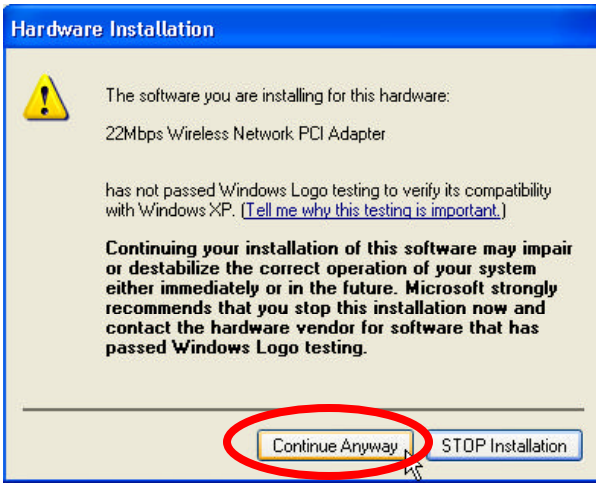 Hardware Installation
The software you are installing for this hardware:
22Mbps Wireless Network PCI Adapter
has not passed Windows Logo testing to verify its compatibility
with Windows XP. (Tell me why this testing is important.)
Continuing your installation of this software may impair
or destabilize the correct operation of your system
either immediately or in the future. Microsoft strongly
recommends that you stop this installation now and
contact the hardware vendor for software that has
passed Windows Logo testing.
Continue Anyway STOP Installation